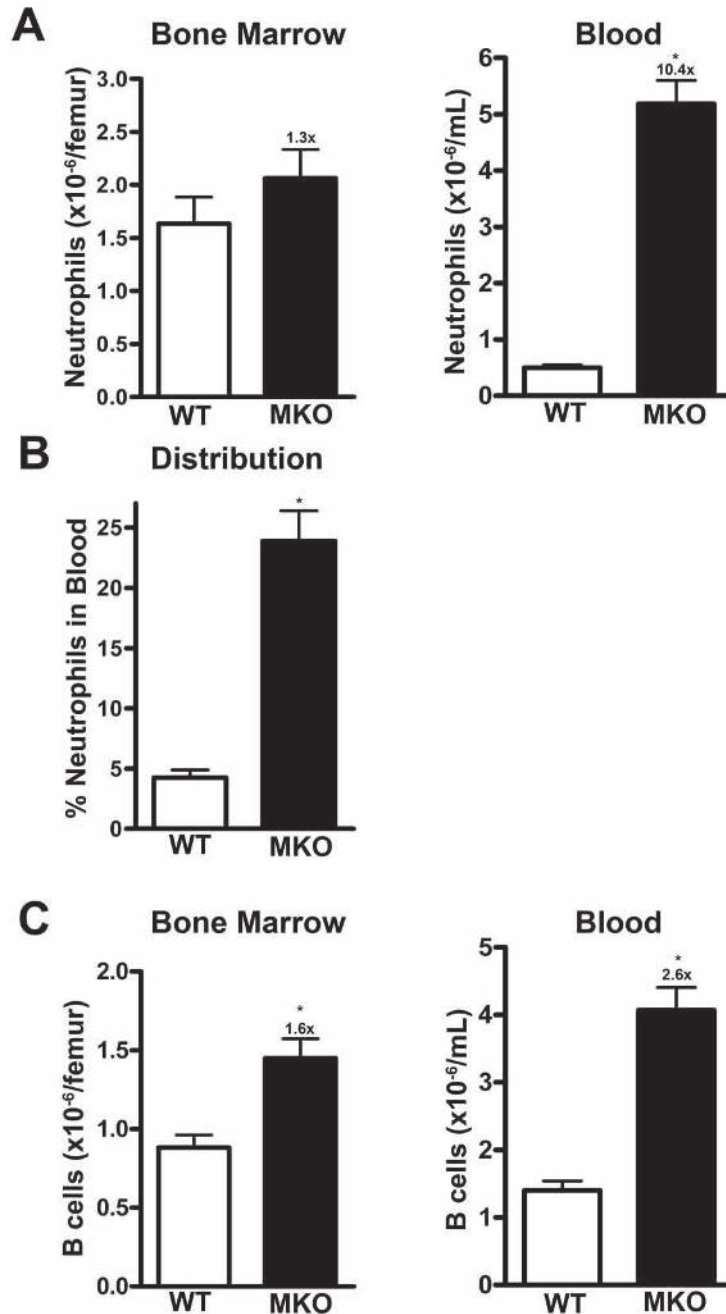 A
Bone Marrow
Neutrophils (x10⁻⁶/femur)
3.0
2.5
2.0
1.5
1.0
0.5
0.0
1.3x
WT
MKO
Blood
Neutrophils (x10⁻⁶/mL)
6
5
4
3
2
1
0
*
10.4x
WT
MKO
B
Distribution
% Neutrophils in Blood
25
20
15
10
5
0
*
WT
MKO
C
Bone Marrow
B cells (x10⁻⁶/femur)
2.0
1.5
1.0
0.5
0.0
*
1.6x
WT
MKO
Blood
B cells (x10⁻⁶/mL)
5
4
3
2
1
0
*
2.6x
WT
MKO